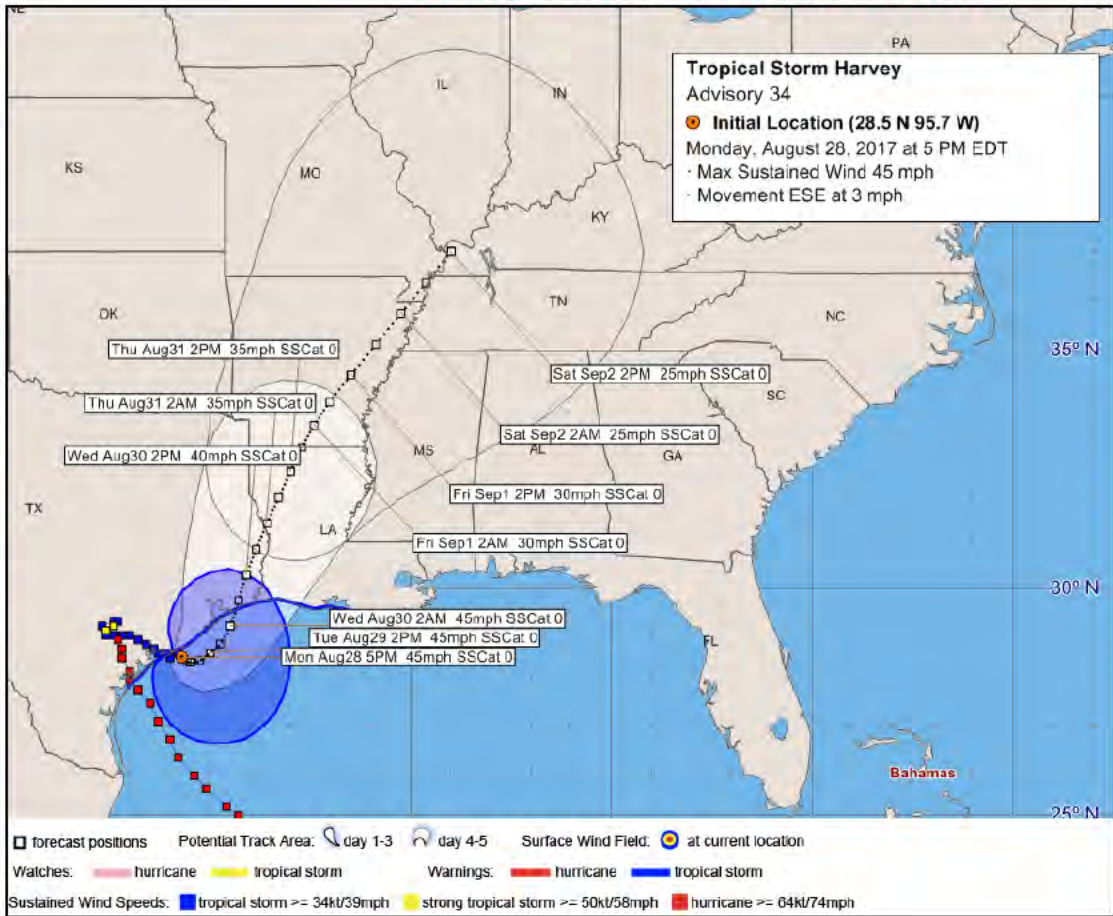 NE
PA
Tropical Storm Harvey
Advisory 34
Initial Location (28.5 N 95.7 W)
Monday, August 28, 2017 at 5 PM EDT
· Max Sustained Wind 45 mph
· Movement ESE at 3 mph
IL
IN
KS
MO
KY
OK
TN
NC
35° N
Thu Aug31 2PM 35mph SSCat 0
Sat Sep2 2PM 25mph SSCat 0
SC
Thu Aug31 2AM 35mph SSCat 0
Sat Sep2 2AM 25mph SSCat 0
MS
AL
GA
Wed Aug30 2PM 40mph SSCat 0
Fri Sep1 2PM 30mph SSCat 0
TX
LA
Fri Sep1 2AM 30mph SSCat 0
30° N
Wed Aug30 2AM 45mph SSCat 0
Tue Aug29 2PM 45mph SSCat 0
FL
Mon Aug28 5PM 45mph SSCat 0
Bahamas
25° N
forecast positions Potential Track Area: day 1-3 day 4-5 Surface Wind Field: at current location
Watches: hurricane tropical storm Warnings: hurricane tropical storm
Sustained Wind Speeds: tropical storm >= 34kt/39mph strong tropical storm >= 50kt/58mph hurricane >= 64kt/74mph